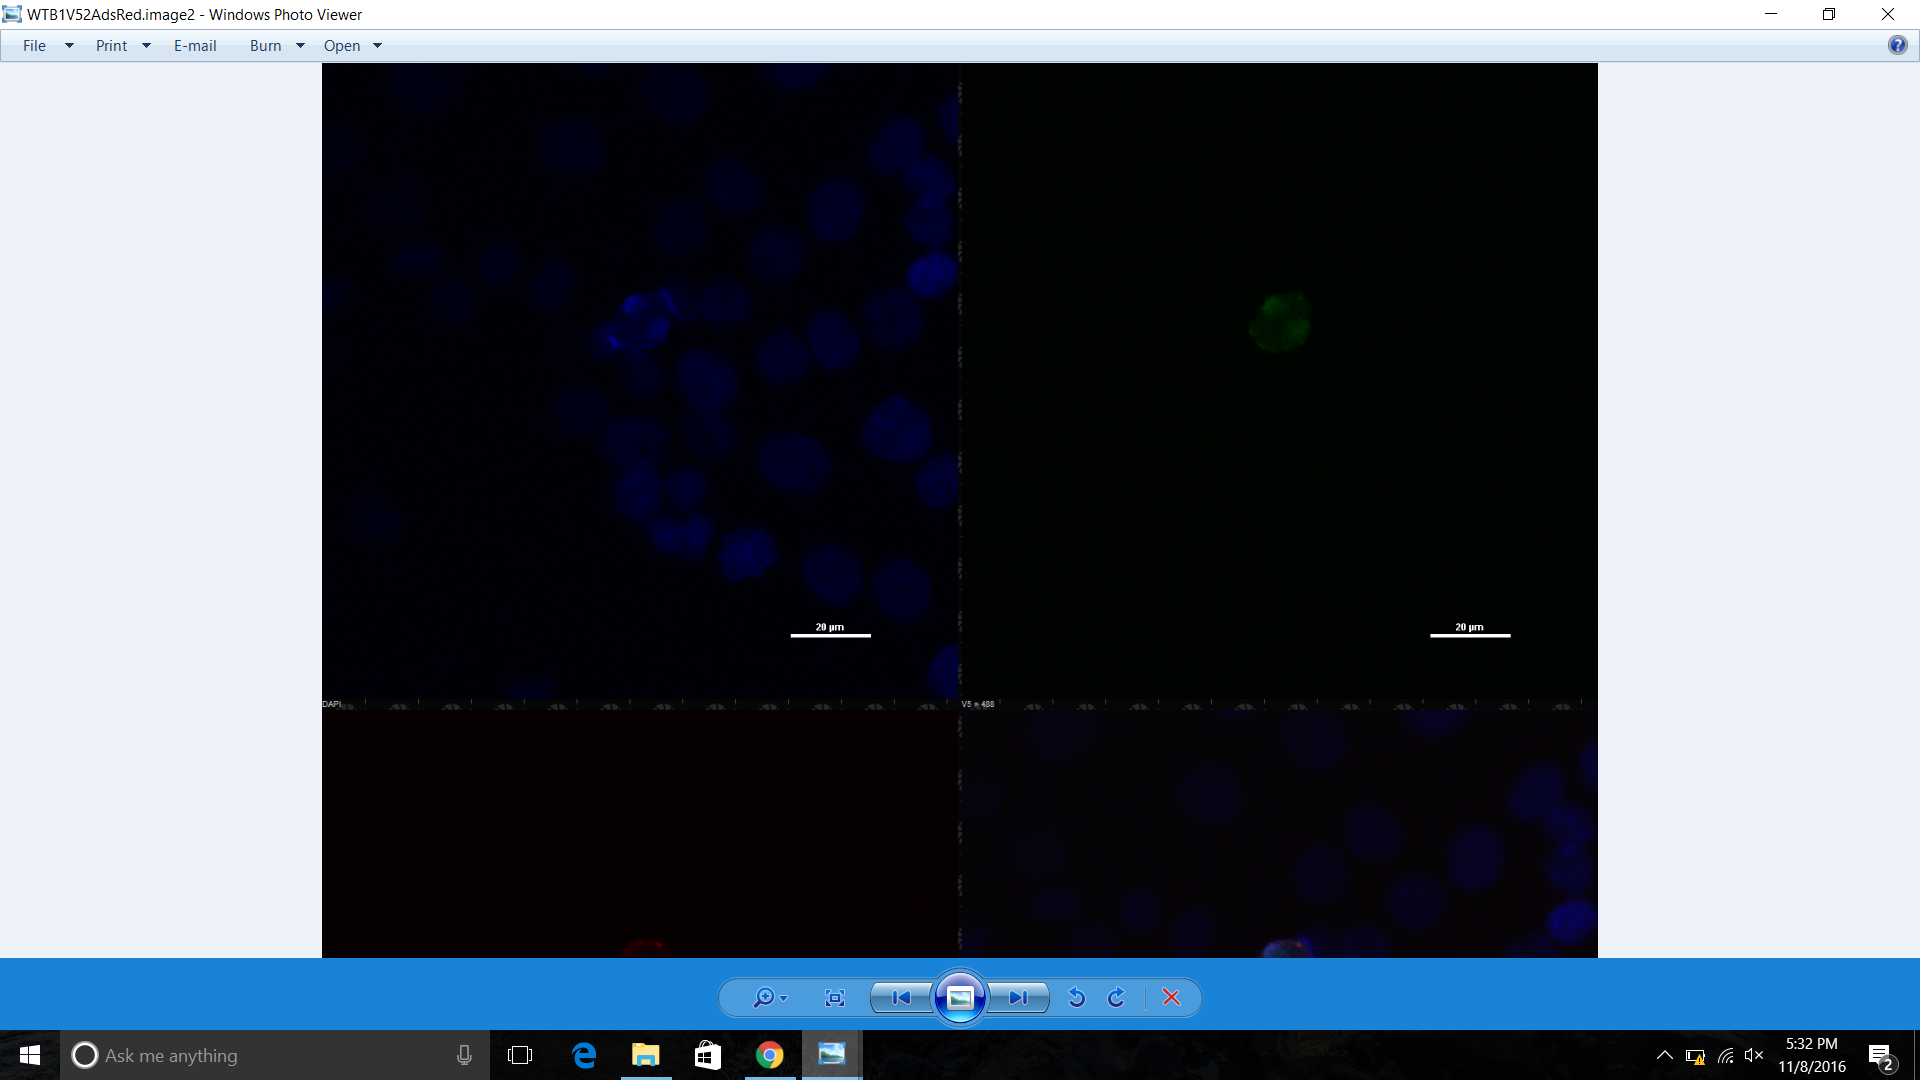 WTB1V52AdsRed.image2 - Windows Photo Viewer
File Print E-mail Burn Open
20 µm
20 µm
DAPI
V5 = 488
Ask me anything
5:32 PM
11/8/2016
2